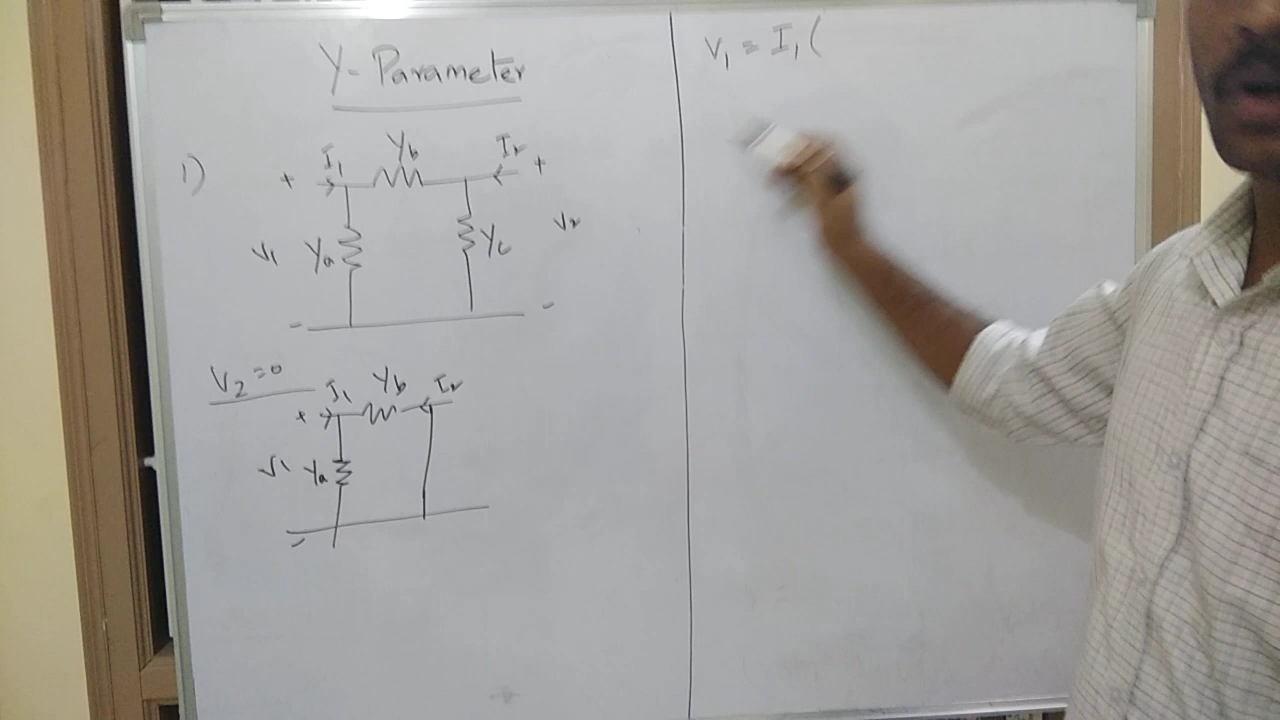 Y-Parameter
1)
I1 Yb I2
+ +
V1 Ya Yc V2
- -
V2=0
I1 Yb I2
+
V1 Ya
-
V1 = I1 (